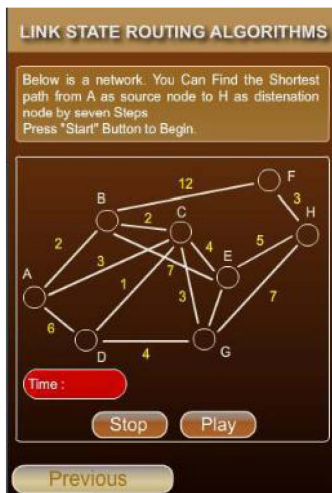 LINK STATE ROUTING ALGORITHMS
Below is a network. You Can Find the Shortest
path from A as source node to H as distenation
node by seven Steps
Press "Start" Button to Begin.
F
12
B
3
2
C
H
2
4
5
3
7
E
A
1
3
7
6
D
4
G
Time :
Stop
Play
Previous